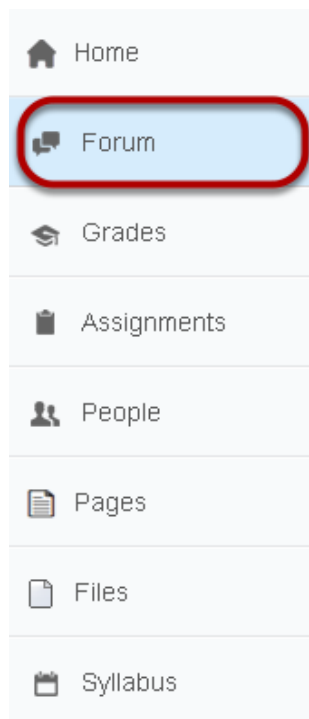 Home
Forum
Grades
Assignments
People
Pages
Files
Syllabus